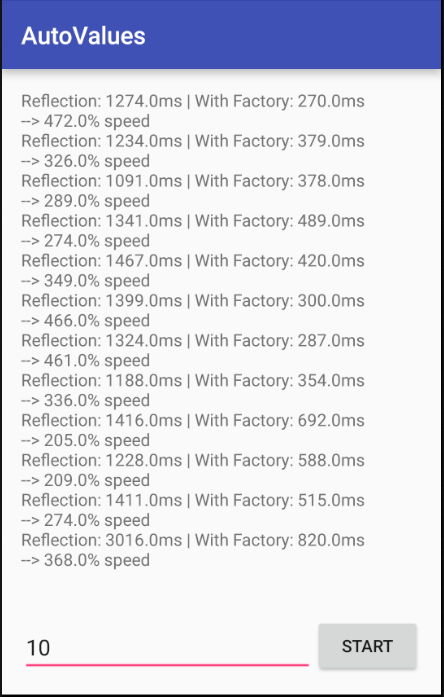 AutoValues
Reflection: 1274.0ms | With Factory: 270.0ms
--> 472.0% speed
Reflection: 1234.0ms | With Factory: 379.0ms
--> 326.0% speed
Reflection: 1091.0ms | With Factory: 378.0ms
--> 289.0% speed
Reflection: 1341.0ms | With Factory: 489.0ms
--> 274.0% speed
Reflection: 1467.0ms | With Factory: 420.0ms
--> 349.0% speed
Reflection: 1399.0ms | With Factory: 300.0ms
--> 466.0% speed
Reflection: 1324.0ms | With Factory: 287.0ms
--> 461.0% speed
Reflection: 1188.0ms | With Factory: 354.0ms
--> 336.0% speed
Reflection: 1416.0ms | With Factory: 692.0ms
--> 205.0% speed
Reflection: 1228.0ms | With Factory: 588.0ms
--> 209.0% speed
Reflection: 1411.0ms | With Factory: 515.0ms
--> 274.0% speed
Reflection: 3016.0ms | With Factory: 820.0ms
--> 368.0% speed
10
START